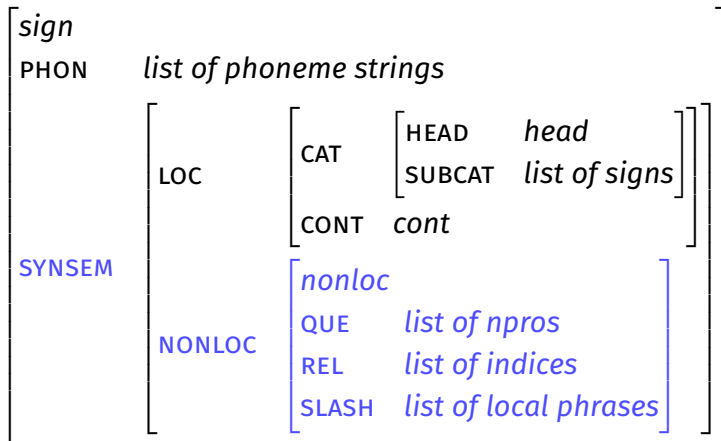 sign
PHON list of phoneme strings
SYNSEM
LOC
CAT
HEAD head
SUBCAT list of signs
CONT cont
NONLOC
nonloc
QUE list of npros
REL list of indices
SLASH list of local phrases